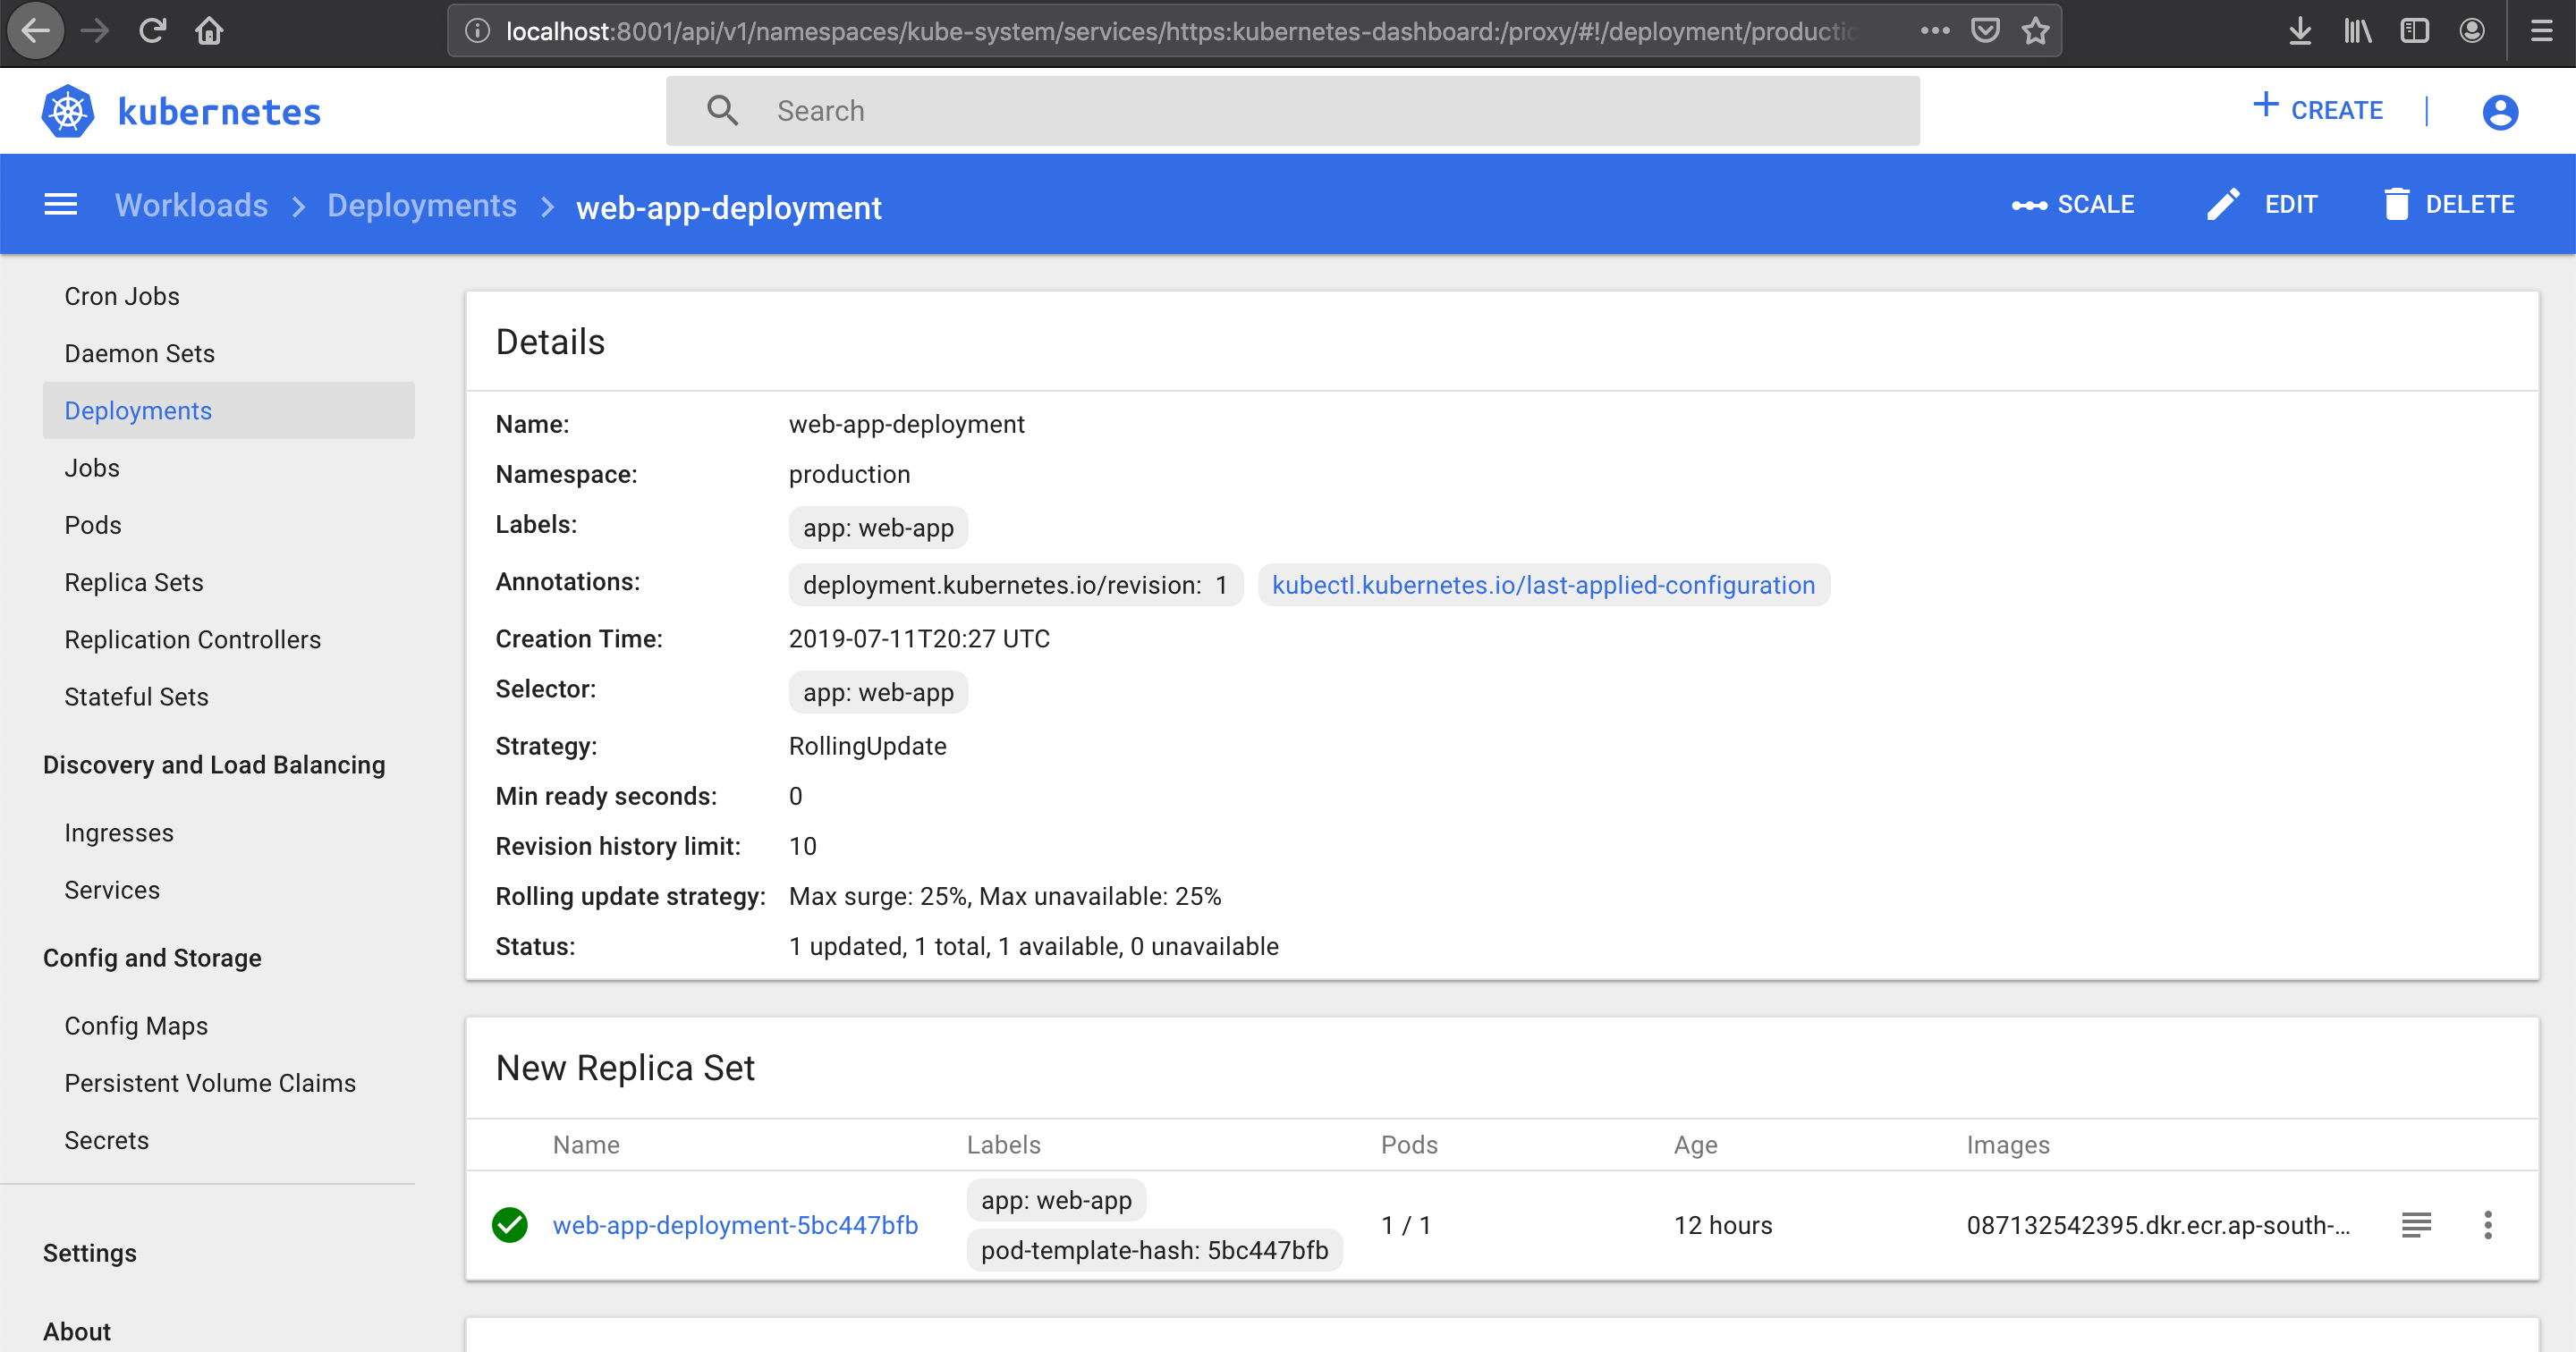 localhost:8001/api/v1/namespaces/kube-system/services/https:kubernetes-dashboard:/proxy/#!/deployment/productio
kubernetes
Search
CREATE
Workloads > Deployments > web-app-deployment
SCALE
EDIT
DELETE
Cron Jobs
Daemon Sets
Deployments
Jobs
Pods
Replica Sets
Replication Controllers
Stateful Sets
Discovery and Load Balancing
Ingresses
Services
Config and Storage
Config Maps
Persistent Volume Claims
Secrets
Settings
About
Details
Name: web-app-deployment
Namespace: production
Labels: app: web-app
Annotations: deployment.kubernetes.io/revision: 1 kubectl.kubernetes.io/last-applied-configuration
Creation Time: 2019-07-11T20:27 UTC
Selector: app: web-app
Strategy: RollingUpdate
Min ready seconds: 0
Revision history limit: 10
Rolling update strategy: Max surge: 25%, Max unavailable: 25%
Status: 1 updated, 1 total, 1 available, 0 unavailable
New Replica Set
Name Labels Pods Age Images
web-app-deployment-5bc447bfb
app: web-app
pod-template-hash: 5bc447bfb
1 / 1
12 hours
087132542395.dkr.ecr.ap-south-...